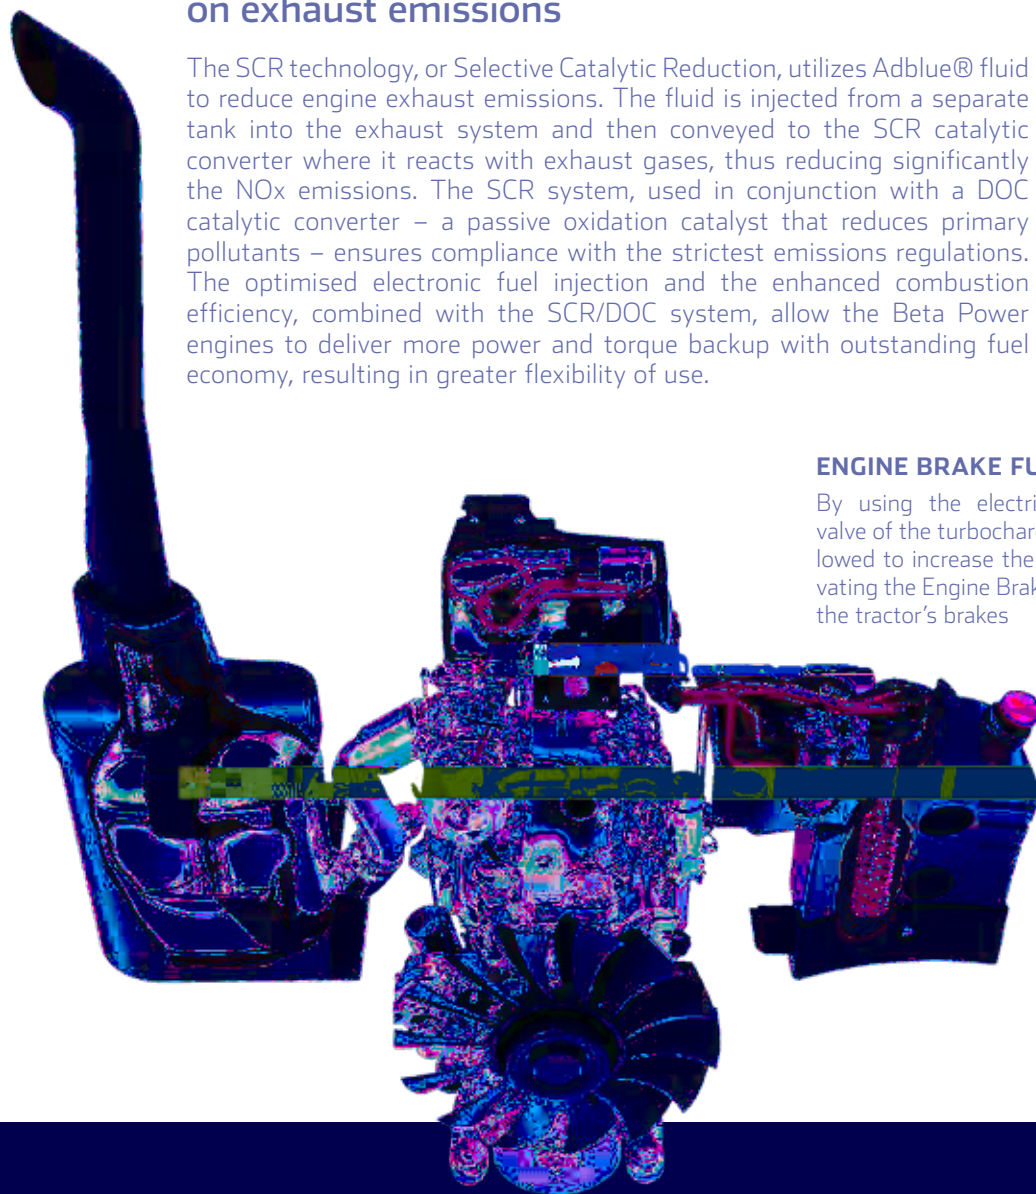 on exhaust emissions
The SCR technology, or Selective Catalytic Reduction, utilizes Adblue® fluid
to reduce engine exhaust emissions. The fluid is injected from a separate
tank into the exhaust system and then conveyed to the SCR catalytic
converter where it reacts with exhaust gases, thus reducing significantly
the NOx emissions. The SCR system, used in conjunction with a DOC
catalytic converter – a passive oxidation catalyst that reduces primary
pollutants – ensures compliance with the strictest emissions regulations.
The optimised electronic fuel injection and the enhanced combustion
efficiency, combined with the SCR/DOC system, allow the Beta Power
engines to deliver more power and torque backup with outstanding fuel
economy, resulting in greater flexibility of use.
ENGINE BRAKE FU
By using the electri
valve of the turbochar
lowed to increase the
vating the Engine Brak
the tractor's brakes